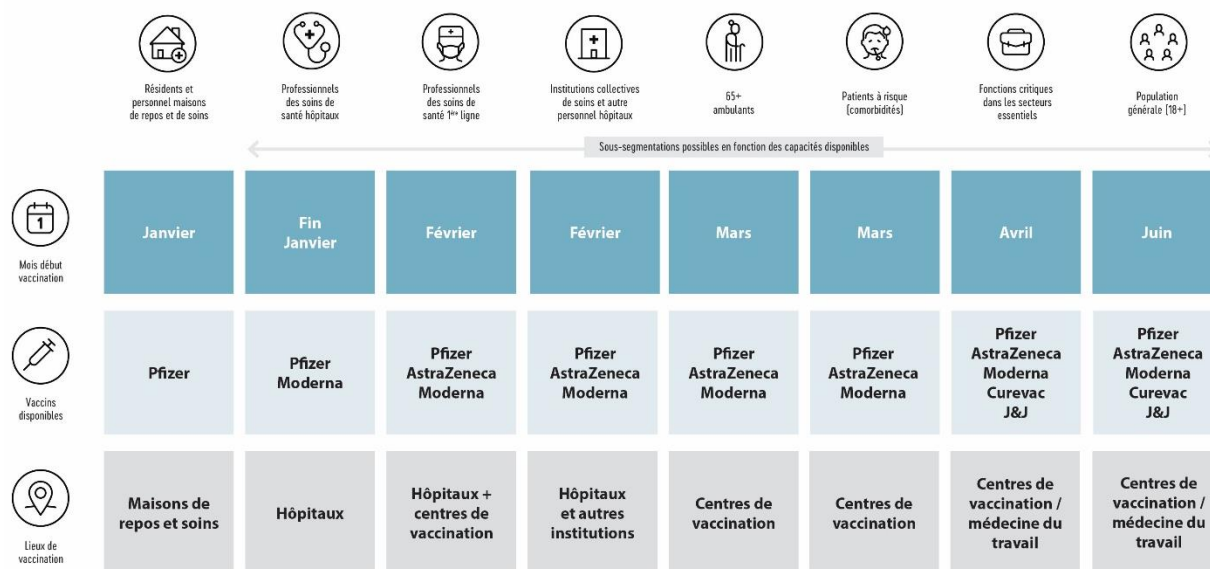 Résidents et
personnel maisons
de repos et de soins
Professionnels
des soins de
santé hôpitaux
Professionnels
des soins de
santé 1ère ligne
Institutions collectives
de soins et autre
personnel hôpitaux
65+
ambulants
Patients à risque
(comorbidités)
Fonctions critiques
dans les secteurs
essentiels
Population
générale (18+)
Sous-segmentations possibles en fonction des capacités disponibles
1
Mois début
vaccination
Janvier
Fin
Janvier
Février
Février
Mars
Mars
Avril
Juin
Vaccins
disponibles
Pfizer
Pfizer
Moderna
Pfizer
AstraZeneca
Moderna
Pfizer
AstraZeneca
Moderna
Pfizer
AstraZeneca
Moderna
Pfizer
AstraZeneca
Moderna
Pfizer
AstraZeneca
Moderna
Curevac
J&J
Pfizer
AstraZeneca
Moderna
Curevac
J&J
Lieux de
vaccination
Maisons de
repos et soins
Hôpitaux
Hôpitaux +
centres de
vaccination
Hôpitaux
et autres
institutions
Centres de
vaccination
Centres de
vaccination
Centres de
vaccination /
médecine du
travail
Centres de
vaccination /
médecine du
travail